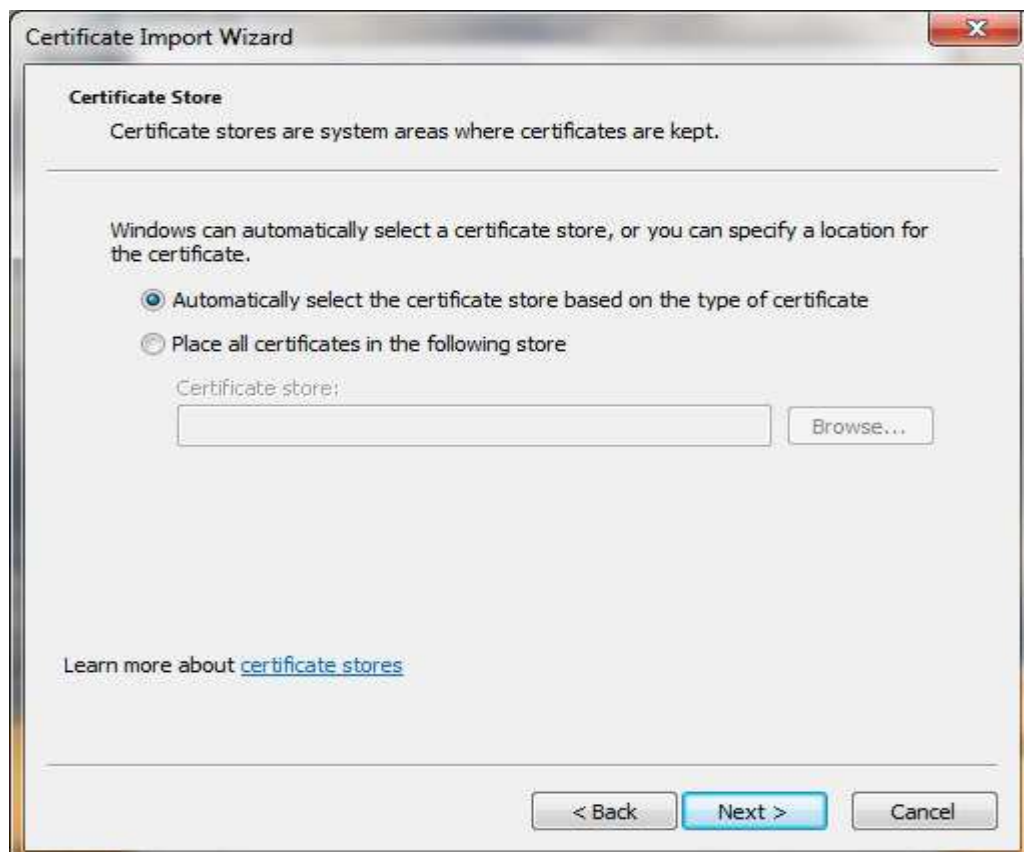 Certificate Import Wizard
Certificate Store
Certificate stores are system areas where certificates are kept.
Windows can automatically select a certificate store, or you can specify a location for
the certificate.
Automatically select the certificate store based on the type of certificate
Place all certificates in the following store
Certificate store:
Browse...
Learn more about certificate stores
< Back
Next >
Cancel